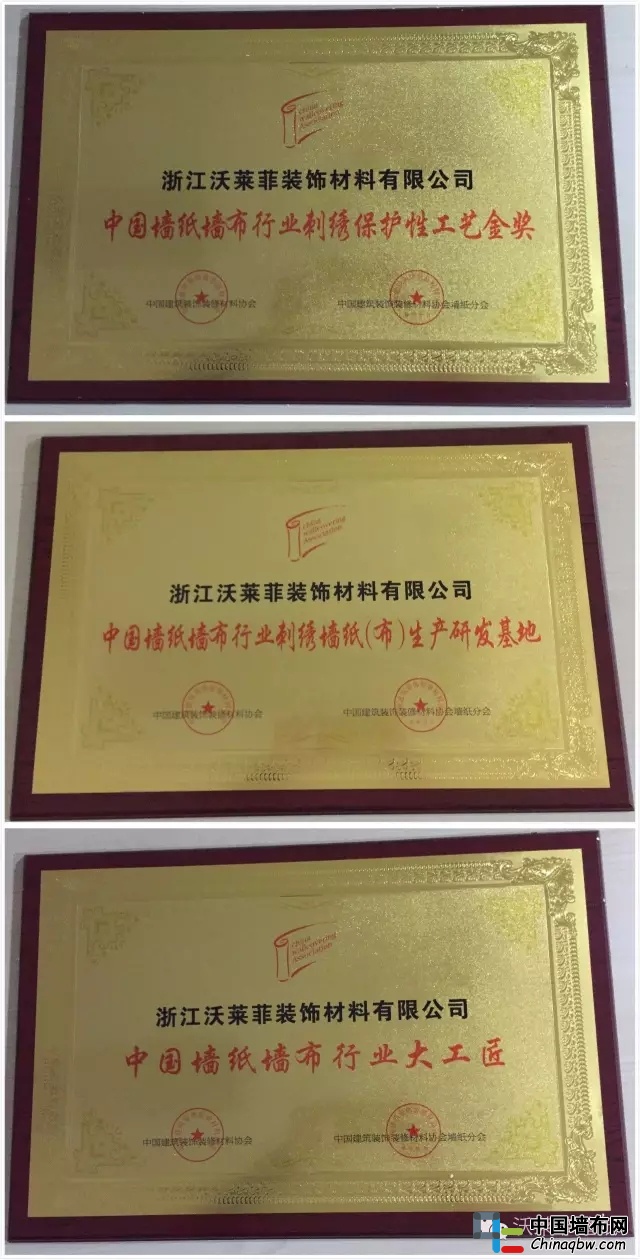 China
Wallcovering
Association
浙江沃莱菲装饰材料有限公司
中国墙纸墙布行业刺绣保护性工艺金奖
中国建筑装饰装修材料协会
中国建筑装饰装修材料协会墙纸分会
China
Wallcovering
Association
浙江沃莱菲装饰材料有限公司
中国墙纸墙布行业刺绣墙纸(布)生产研发基地
中国建筑装饰装修材料协会
中国建筑装饰装修材料协会墙纸分会
China
Wallcovering
Association
浙江沃莱菲装饰材料有限公司
中国墙纸墙布行业大工匠
中国建筑装饰装修材料协会
中国建筑装饰装修材料协会墙纸分会
中国墙布网
Chinaqbw.com